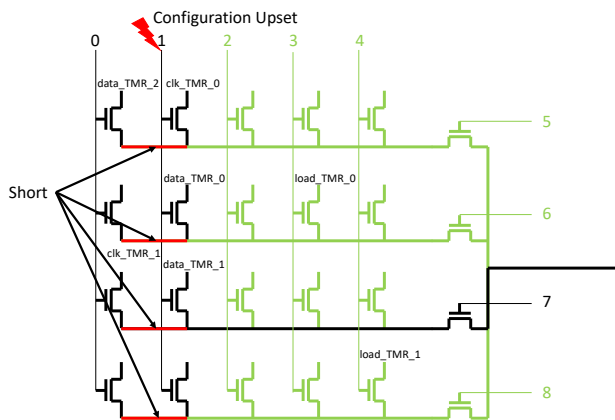 Configuration Upset
0
1
2
3
4
data_TMR_2
clk_TMR_0
5
Short
data_TMR_0
load_TMR_0
6
clk_TMR_1
data_TMR_1
7
load_TMR_1
8